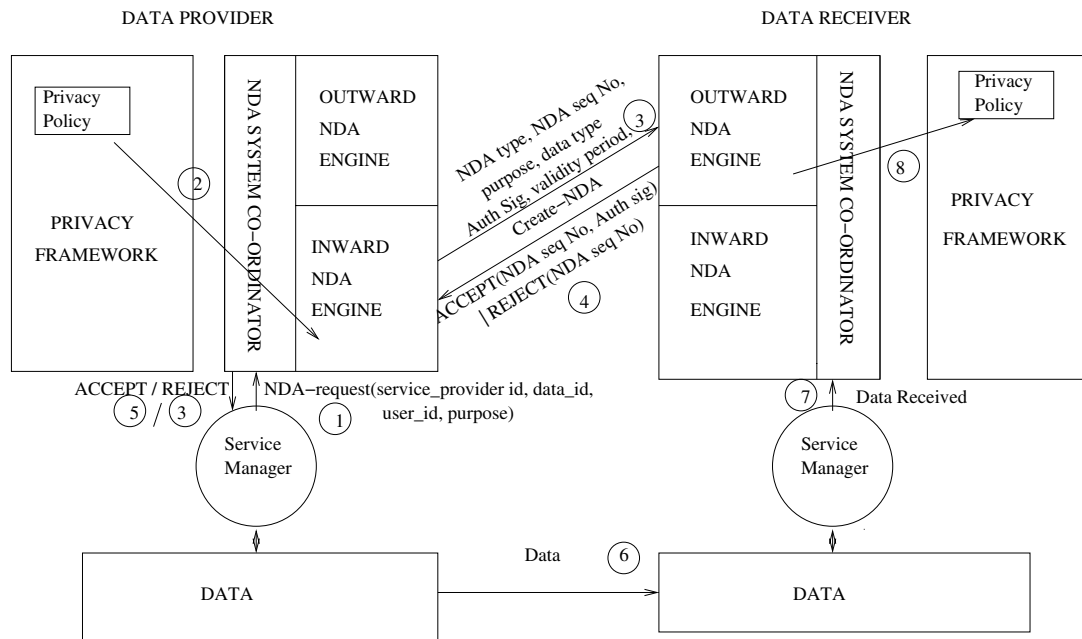 DATA PROVIDER
DATA RECEIVER
Privacy
Policy
PRIVACY
FRAMEWORK
2
NDA SYSTEM CO-ORDINATOR
OUTWARD
NDA
ENGINE
INWARD
NDA
ENGINE
NDA type, NDA seq No,
purpose, data type
Auth Sig, validity period,
Create-NDA
3
ACCEPT(NDA seq No, Auth sig)
|REJECT(NDA seq No)
4
OUTWARD
NDA
ENGINE
INWARD
NDA
ENGINE
NDA SYSTEM CO-ORDINATOR
8
Privacy
Policy
PRIVACY
FRAMEWORK
ACCEPT / REJECT
5 / 3
NDA-request(service_provider id, data_id,
user_id, purpose)
1
7
Data Received
Service
Manager
Service
Manager
Data
6
DATA
DATA